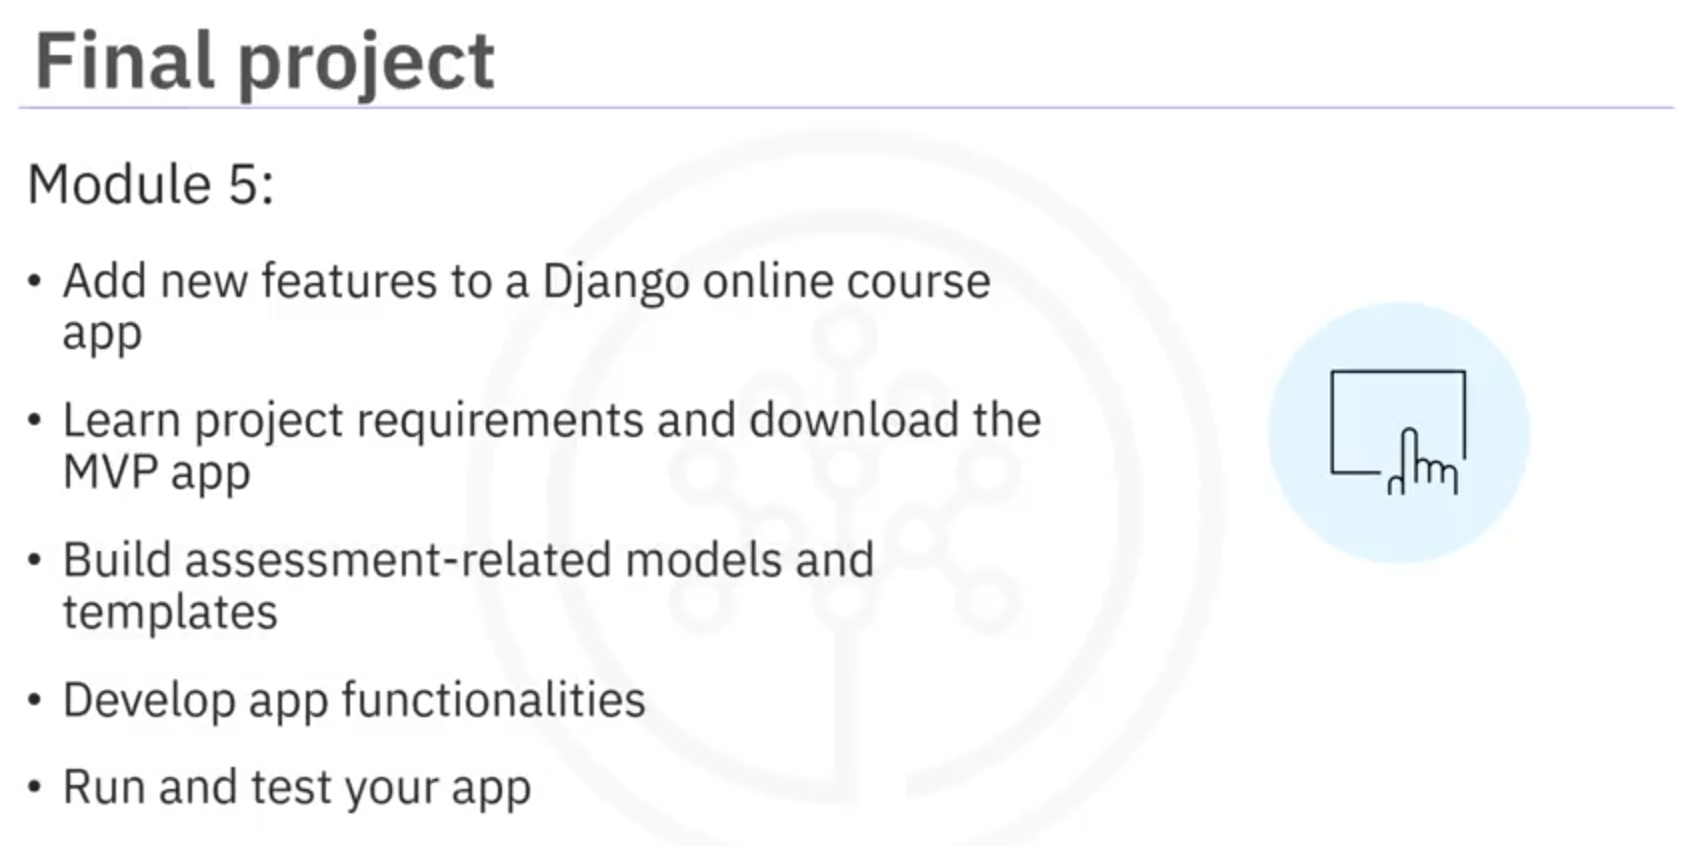 Final project
Module 5:
• Add new features to a Django online course
app
• Learn project requirements and download the
MVP app
• Build assessment-related models and
templates
• Develop app functionalities
• Run and test your app